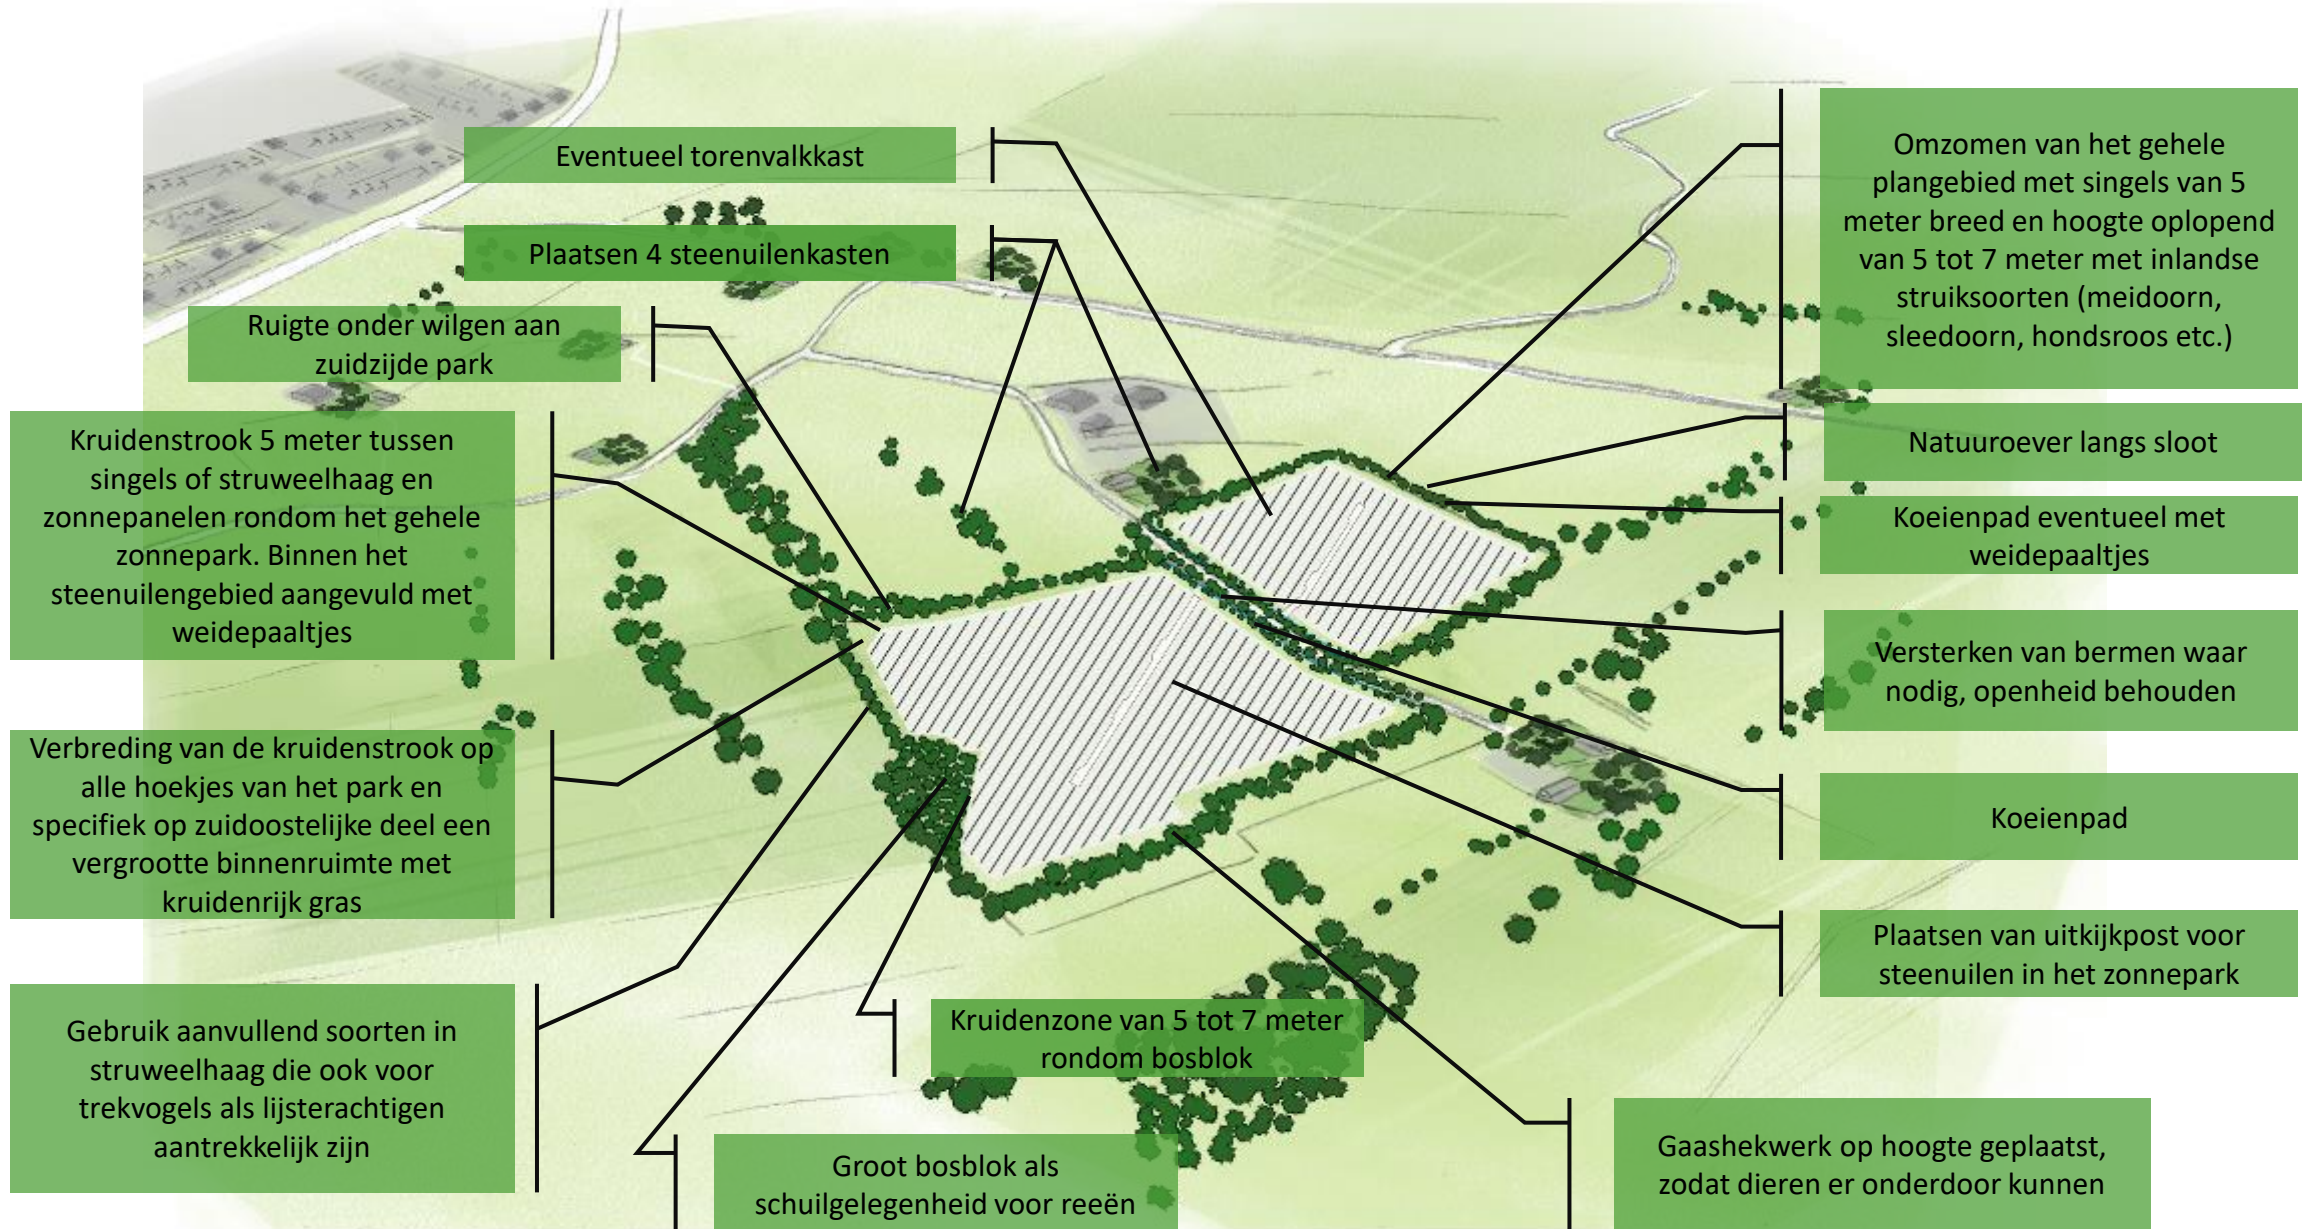 Eventueel torenvalkkast
Plaatsen 4 steenuilenkasten
Ruigte onder wilgen aan
zuidzijde park
Kruidenstrook 5 meter tussen
singels of struweelhaag en
zonnepanelen rondom het gehele
zonnepark. Binnen het
steenuilengebied aangevuld met
weidepaaltjes
Verbreding van de kruidenstrook op
alle hoekjes van het park en
specifiek op zuidoostelijke deel een
vergrootte binnenruimte met
kruidenrijk gras
Gebruik aanvullend soorten in
struweelhaag die ook voor
trekvogels als lijsterachtigen
aantrekkelijk zijn
Groot bosblok als
schuilgelegenheid voor reeën
Kruidenzone van 5 tot 7 meter
rondom bosblok
Omzomen van het gehele
plangebied met singels van 5
meter breed en hoogte oplopend
van 5 tot 7 meter met inlandse
struiksoorten (meidoorn,
sleedoorn, hondsroos etc.)
Natuuroever langs sloot
Koeienpad eventueel met
weidepaaltjes
Versterken van bermen waar
nodig, openheid behouden
Koeienpad
Plaatsen van uitkijkpost voor
steenuilen in het zonnepark
Gaashekwerk op hoogte geplaatst,
zodat dieren er onderdoor kunnen